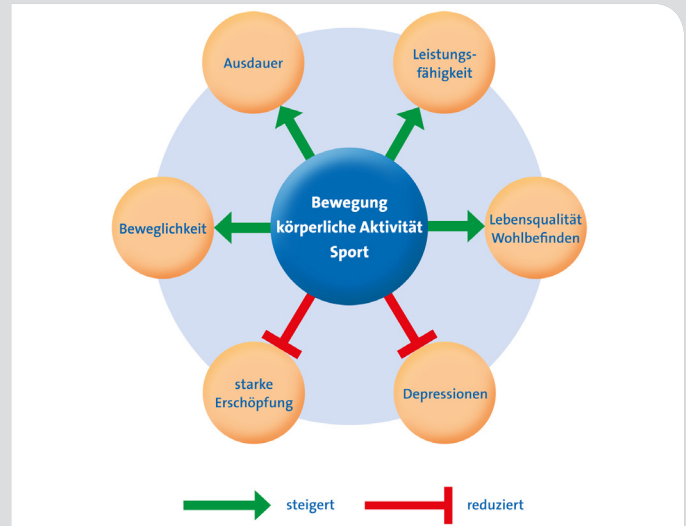 Ausdauer
Leistungs-
fähigkeit
Bewegung
körperliche Aktivität
Sport
Beweglichkeit
Lebensqualität
Wohlbefinden
starke
Erschöpfung
Depressionen
steigert
reduziert